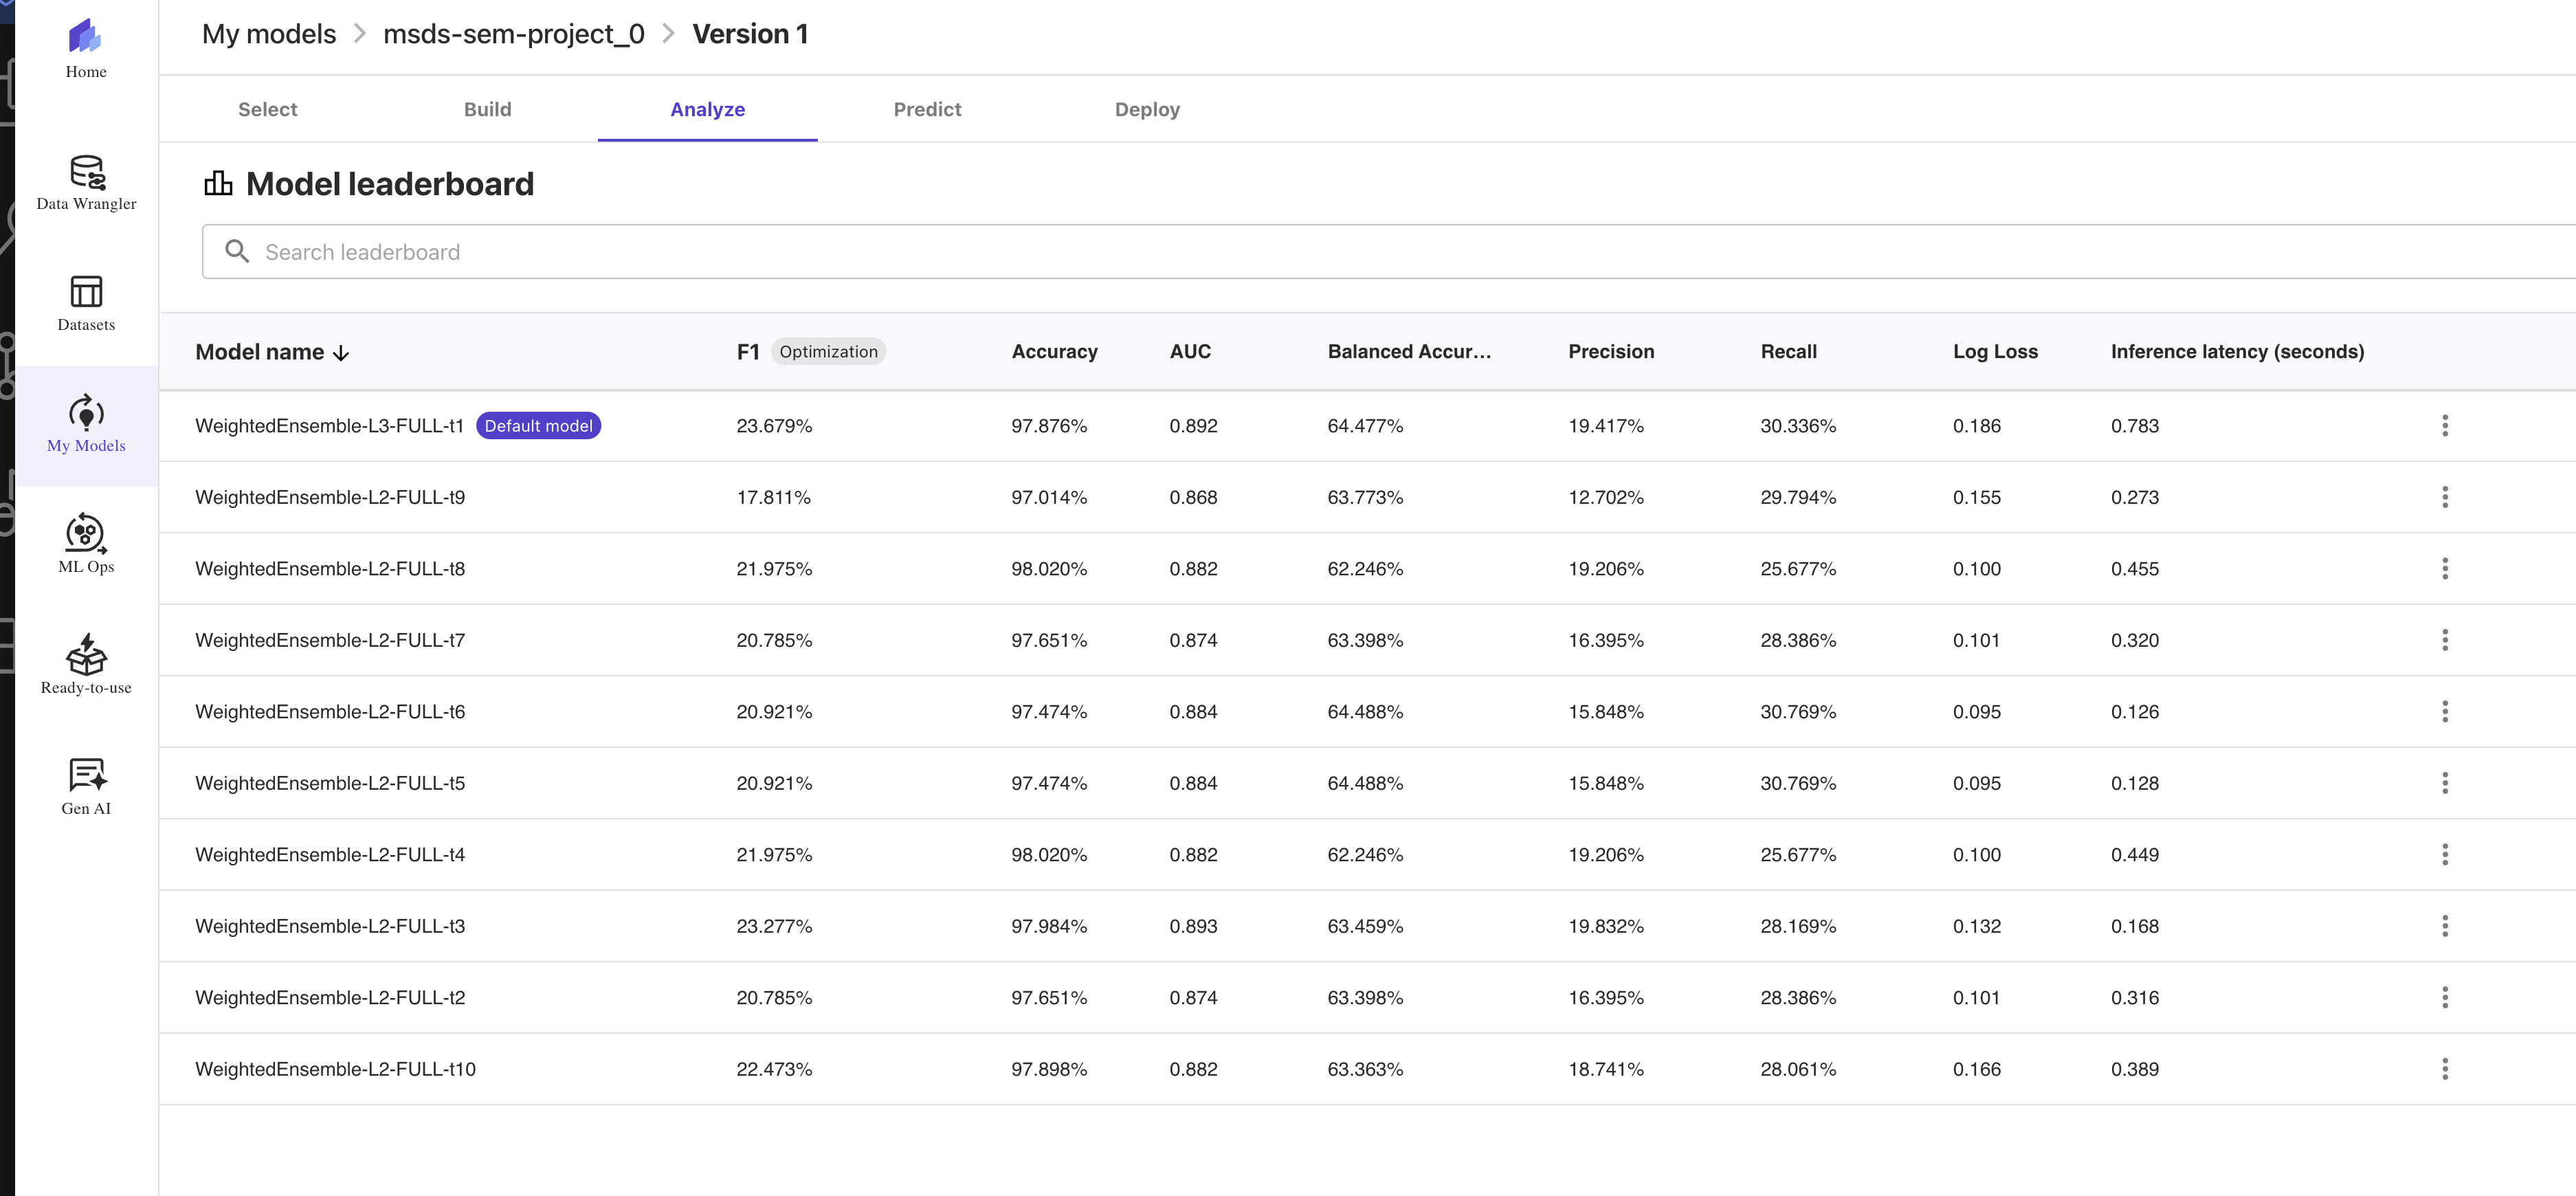 My models > msds-sem-project_0 > Version 1
Home
Data Wrangler
Datasets
My Models
ML Ops
Ready-to-use
Gen AI
Select Build Analyze Predict Deploy
Model leaderboard
Search leaderboard
Model name F1 Optimization Accuracy AUC Balanced Accur... Precision Recall Log Loss Inference latency (seconds)
WeightedEnsemble-L3-FULL-t1 Default model 23.679% 97.876% 0.892 64.477% 19.417% 30.336% 0.186 0.783
WeightedEnsemble-L2-FULL-t9 17.811% 97.014% 0.868 63.773% 12.702% 29.794% 0.155 0.273
WeightedEnsemble-L2-FULL-t8 21.975% 98.020% 0.882 62.246% 19.206% 25.677% 0.100 0.455
WeightedEnsemble-L2-FULL-t7 20.785% 97.651% 0.874 63.398% 16.395% 28.386% 0.101 0.320
WeightedEnsemble-L2-FULL-t6 20.921% 97.474% 0.884 64.488% 15.848% 30.769% 0.095 0.126
WeightedEnsemble-L2-FULL-t5 20.921% 97.474% 0.884 64.488% 15.848% 30.769% 0.095 0.128
WeightedEnsemble-L2-FULL-t4 21.975% 98.020% 0.882 62.246% 19.206% 25.677% 0.100 0.449
WeightedEnsemble-L2-FULL-t3 23.277% 97.984% 0.893 63.459% 19.832% 28.169% 0.132 0.168
WeightedEnsemble-L2-FULL-t2 20.785% 97.651% 0.874 63.398% 16.395% 28.386% 0.101 0.316
WeightedEnsemble-L2-FULL-t10 22.473% 97.898% 0.882 63.363% 18.741% 28.061% 0.166 0.389